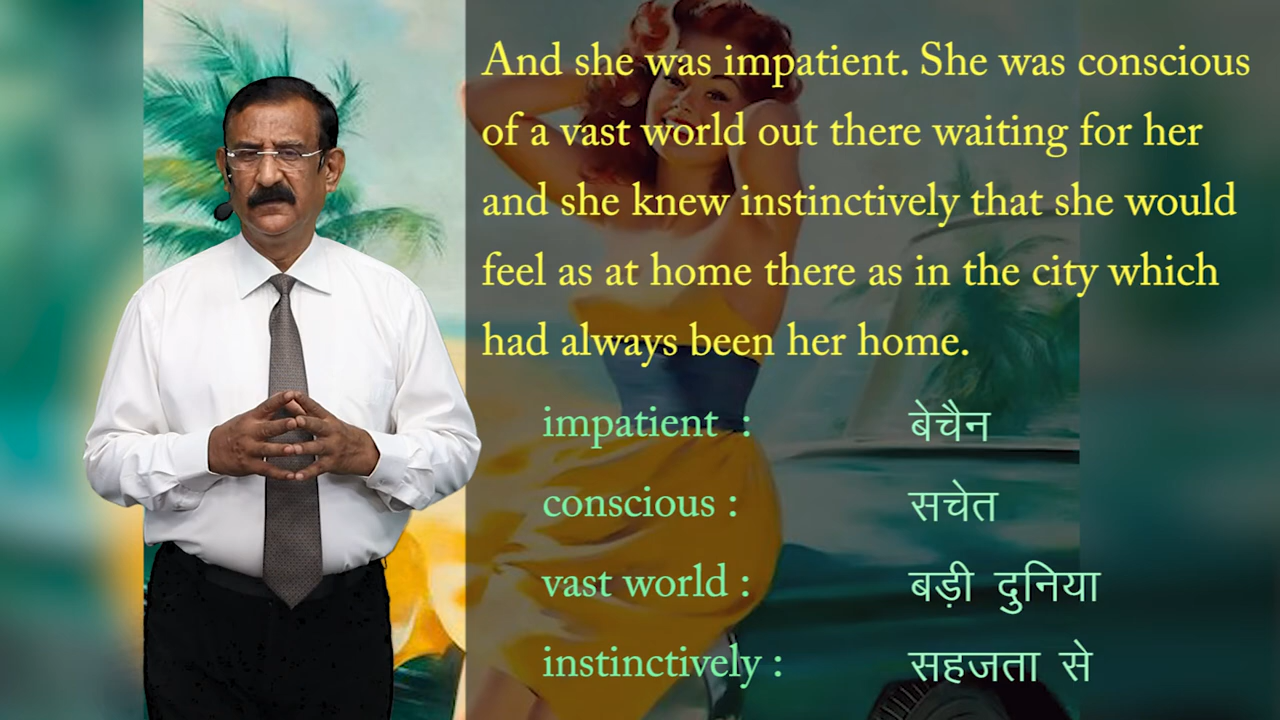 And she was impatient. She was conscious
of a vast world out there waiting for her
and she knew instinctively that she would
feel as at home there as in the city which
had always been her home.
impatient : बेचैन
conscious : सचेत
vast world : बड़ी दुनिया
instinctively : सहजता से